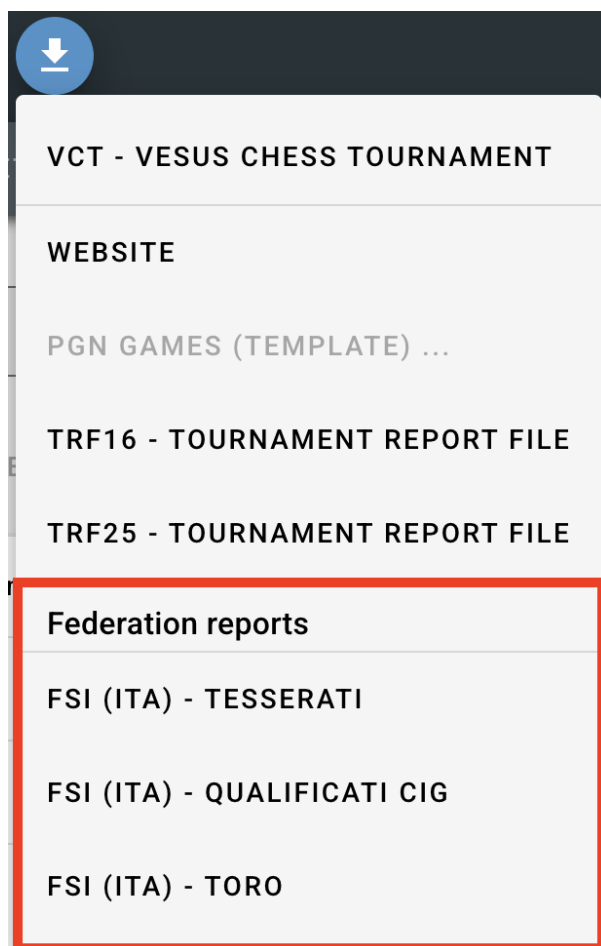 VCT - VESUS CHESS TOURNAMENT
WEBSITE
PGN GAMES (TEMPLATE) ...
TRF16 - TOURNAMENT REPORT FILE
TRF25 - TOURNAMENT REPORT FILE
Federation reports
FSI (ITA) - TESSERATI
FSI (ITA) - QUALIFICATI CIG
FSI (ITA) - TORO